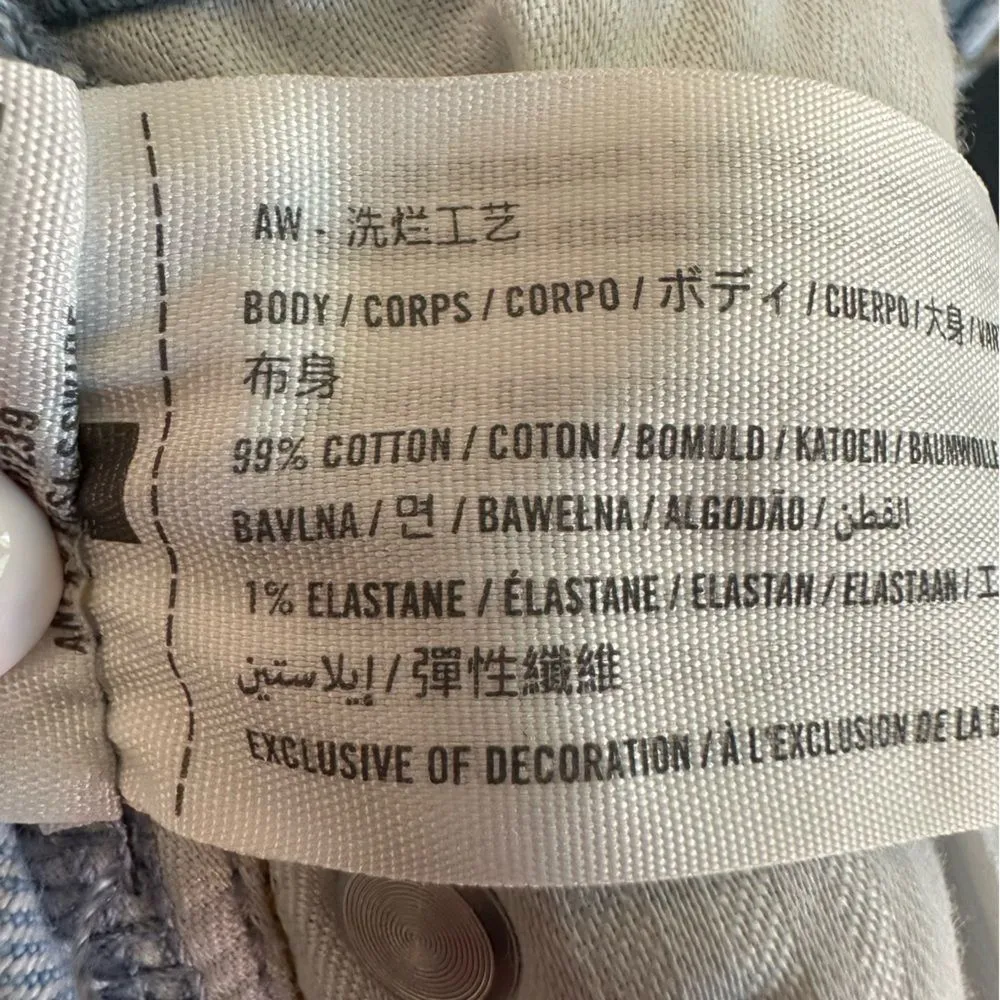 AW - 洗烂工艺
BODY / CORPS / CORPO / ボディ / CUERPO / 大身 /
布身
99% COTTON / COTON / BOMULD / KATOEN / BAUMWOLLE
BAVLNA / 면 / BAWEŁNA / ALGODÃO / القطن
1% ELASTANE / ÉLASTANE / ELASTAN / ELASTAAN /
إيلاستين / 彈性纖維
EXCLUSIVE OF DECORATION / À L'EXCLUSION DE LA